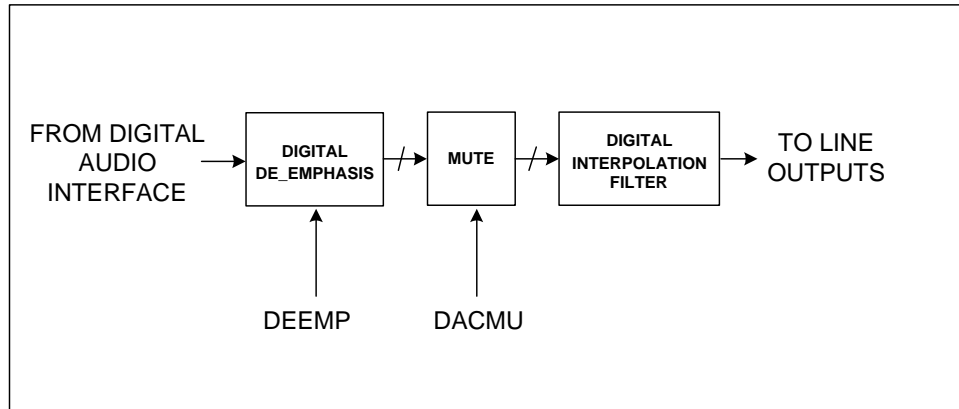 FROM DIGITAL
AUDIO
INTERFACE
DIGITAL
DE_EMPHASIS
MUTE
DIGITAL
INTERPOLATION
FILTER
TO LINE
OUTPUTS
DEEMP
DACMU